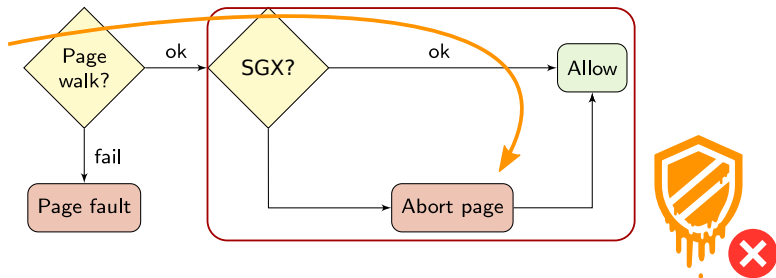 Page
walk?
ok
SGX?
ok
Allow
fail
Page fault
Abort page